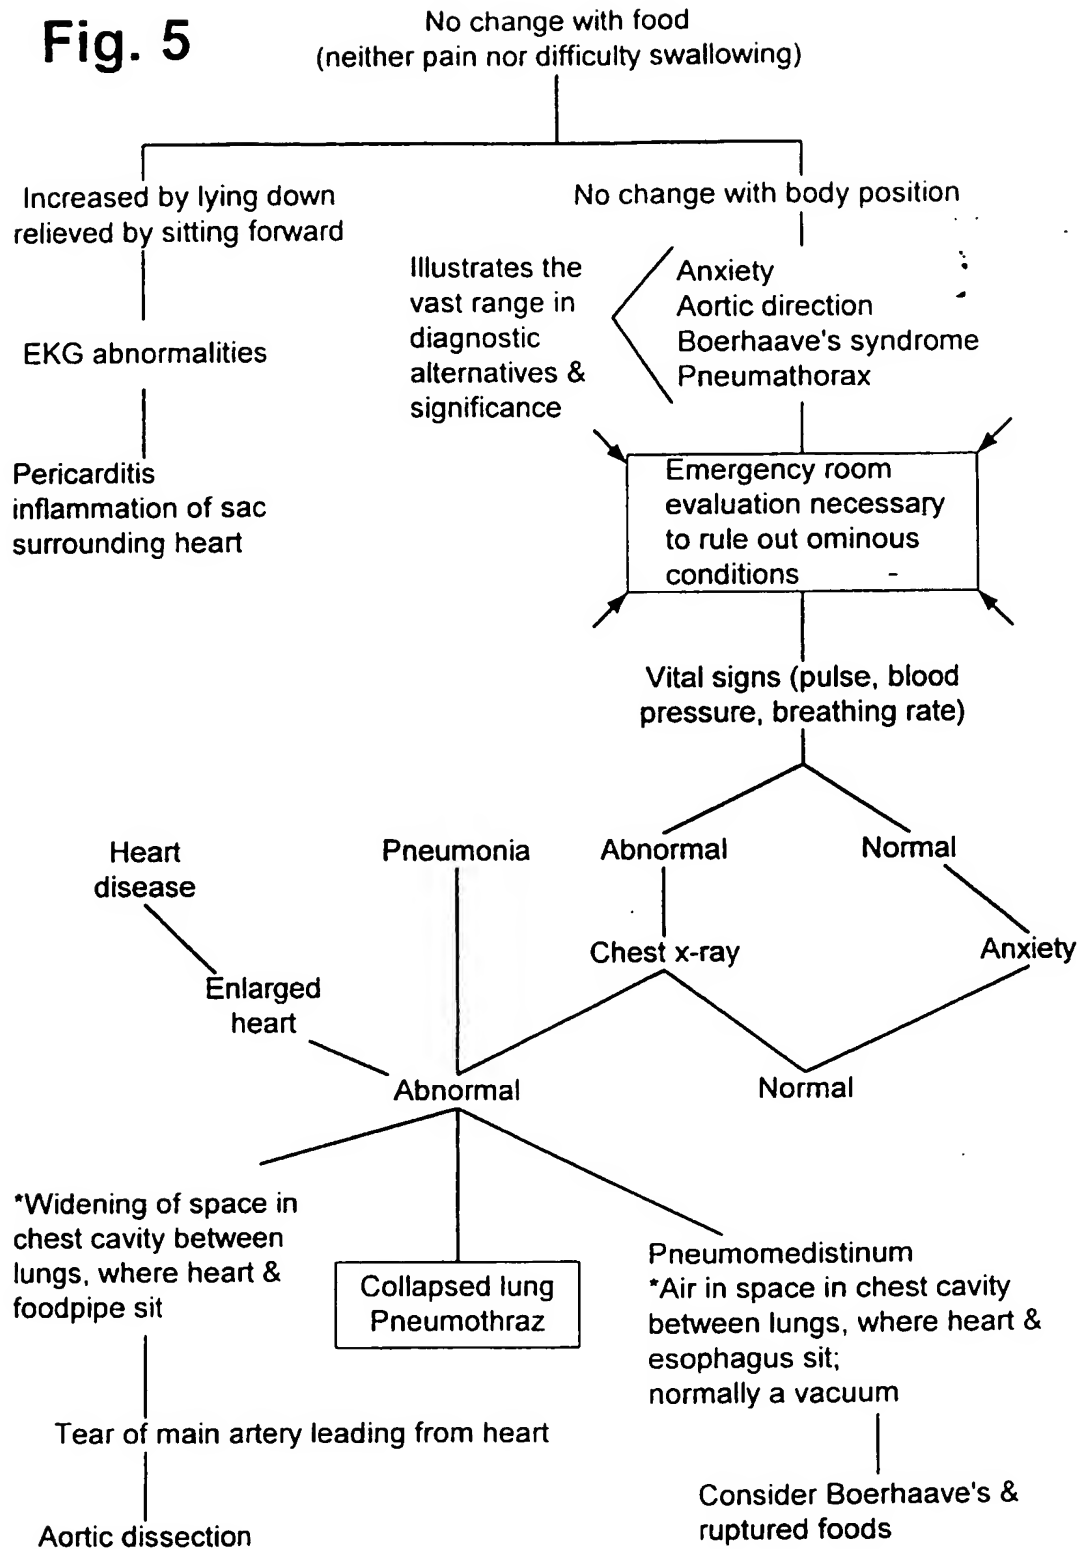 Fig. 5
No change with food
(neither pain nor difficulty swallowing)
Increased by lying down
relieved by sitting forward
EKG abnormalities
Pericarditis
inflammation of sac
surrounding heart
No change with body position
Illustrates the
vast range in
diagnostic
alternatives &
significance
Anxiety
Aortic direction
Boerhaave's syndrome
Pneumathorax
Emergency room
evaluation necessary
to rule out ominous
conditions
Vital signs (pulse, blood
pressure, breathing rate)
Heart
disease
Pneumonia
Abnormal
Normal
Chest x-ray
Anxiety
Enlarged
heart
Abnormal
Normal
*Widening of space in
chest cavity between
lungs, where heart &
foodpipe sit
Collapsed lung
Pneumothraz
Pneumomedistinum
*Air in space in chest cavity
between lungs, where heart &
esophagus sit;
normally a vacuum
Tear of main artery leading from heart
Aortic dissection
Consider Boerhaave's &
ruptured foods